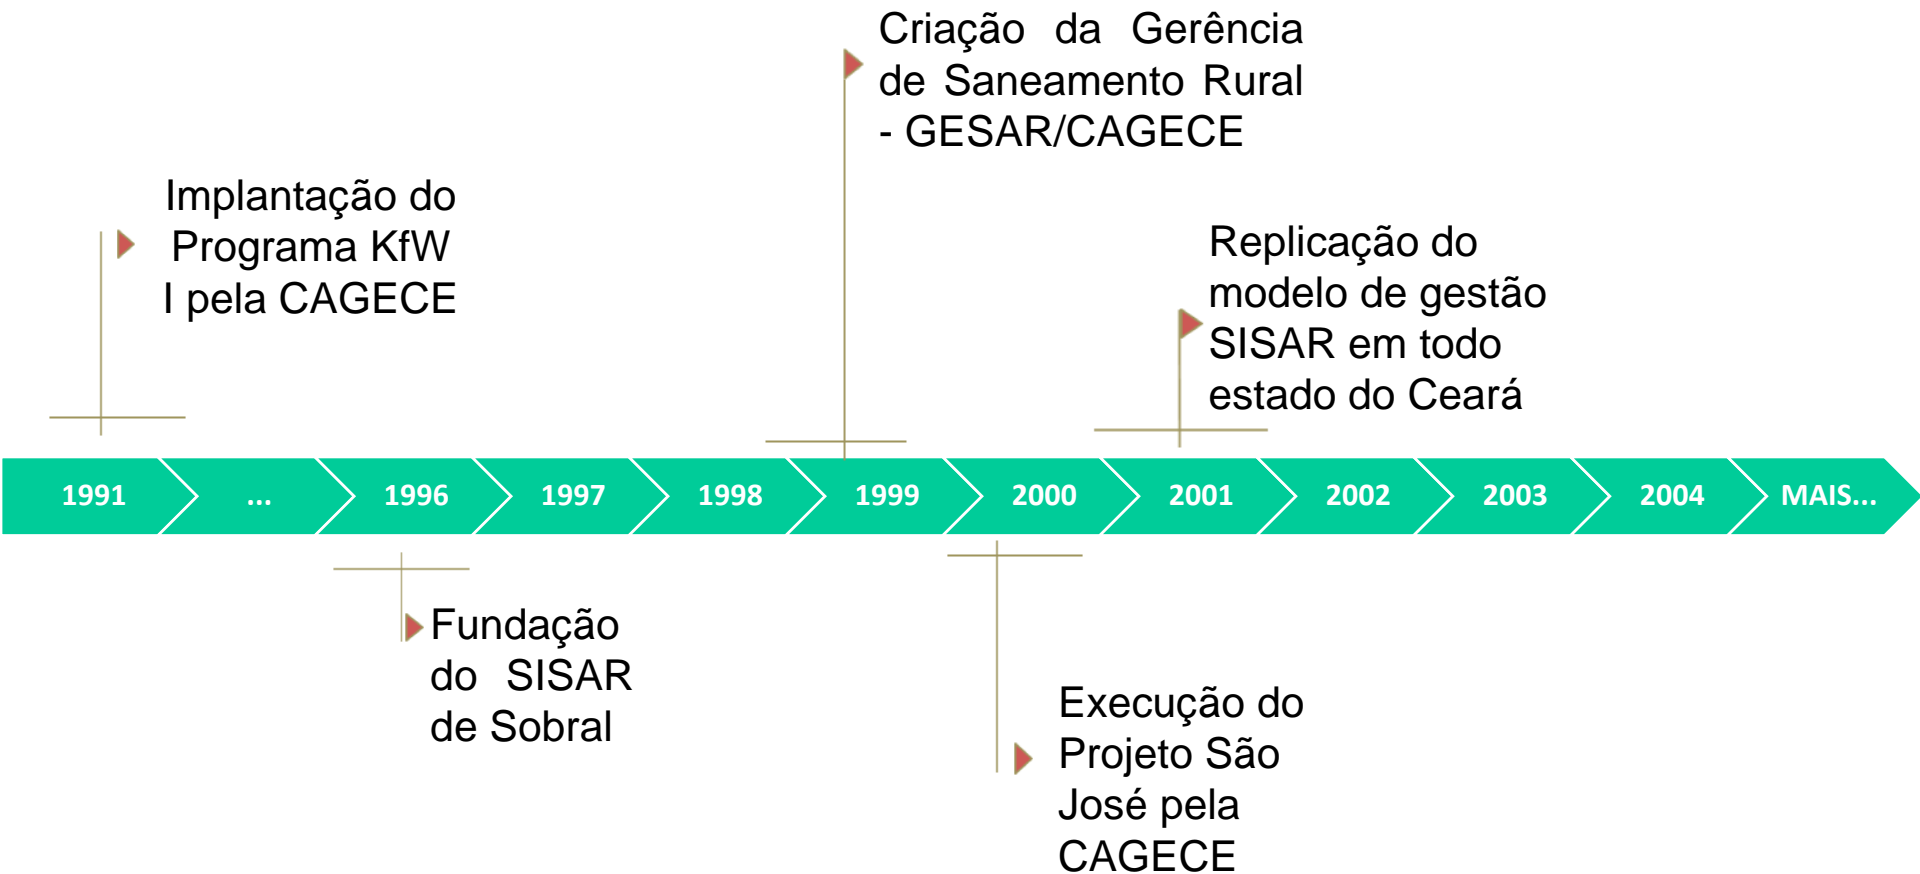 Criação da Gerência
de Saneamento Rural
- GESAR/CAGECE
Implantação do
Programa KfW
I pela CAGECE
Replicação do
modelo de gestão
SISAR em todo
estado do Ceará
1991
...
1996
1997
1998
1999
2000
2001
2002
2003
2004
MAIS...
Fundação
do SISAR
de Sobral
Execução do
Projeto São
José pela
CAGECE